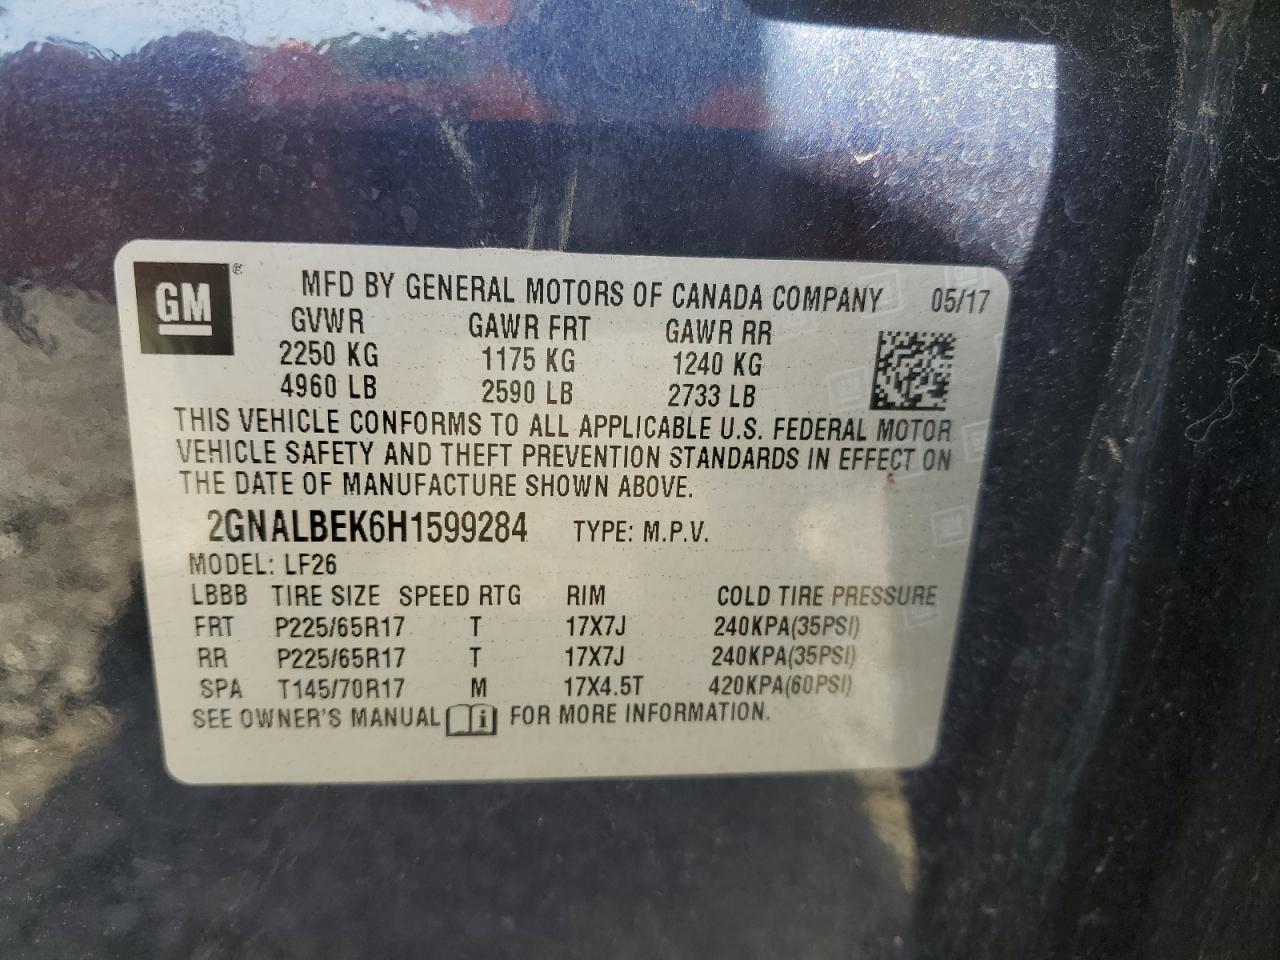 GM ®
MFD BY GENERAL MOTORS OF CANADA COMPANY 05/17
GVWR GAWR FRT GAWR RR
2250 KG 1175 KG 1240 KG
4960 LB 2590 LB 2733 LB
THIS VEHICLE CONFORMS TO ALL APPLICABLE U.S. FEDERAL MOTOR
VEHICLE SAFETY AND THEFT PREVENTION STANDARDS IN EFFECT ON
THE DATE OF MANUFACTURE SHOWN ABOVE.
2GNALBEK6H1599284 TYPE: M.P.V.
MODEL: LF26
LBBB TIRE SIZE SPEED RTG RIM COLD TIRE PRESSURE
FRT P225/65R17 T 17X7J 240KPA(35PSI)
RR P225/65R17 T 17X7J 240KPA(35PSI)
SPA T145/70R17 M 17X4.5T 420KPA(60PSI)
SEE OWNER'S MANUAL FOR MORE INFORMATION.